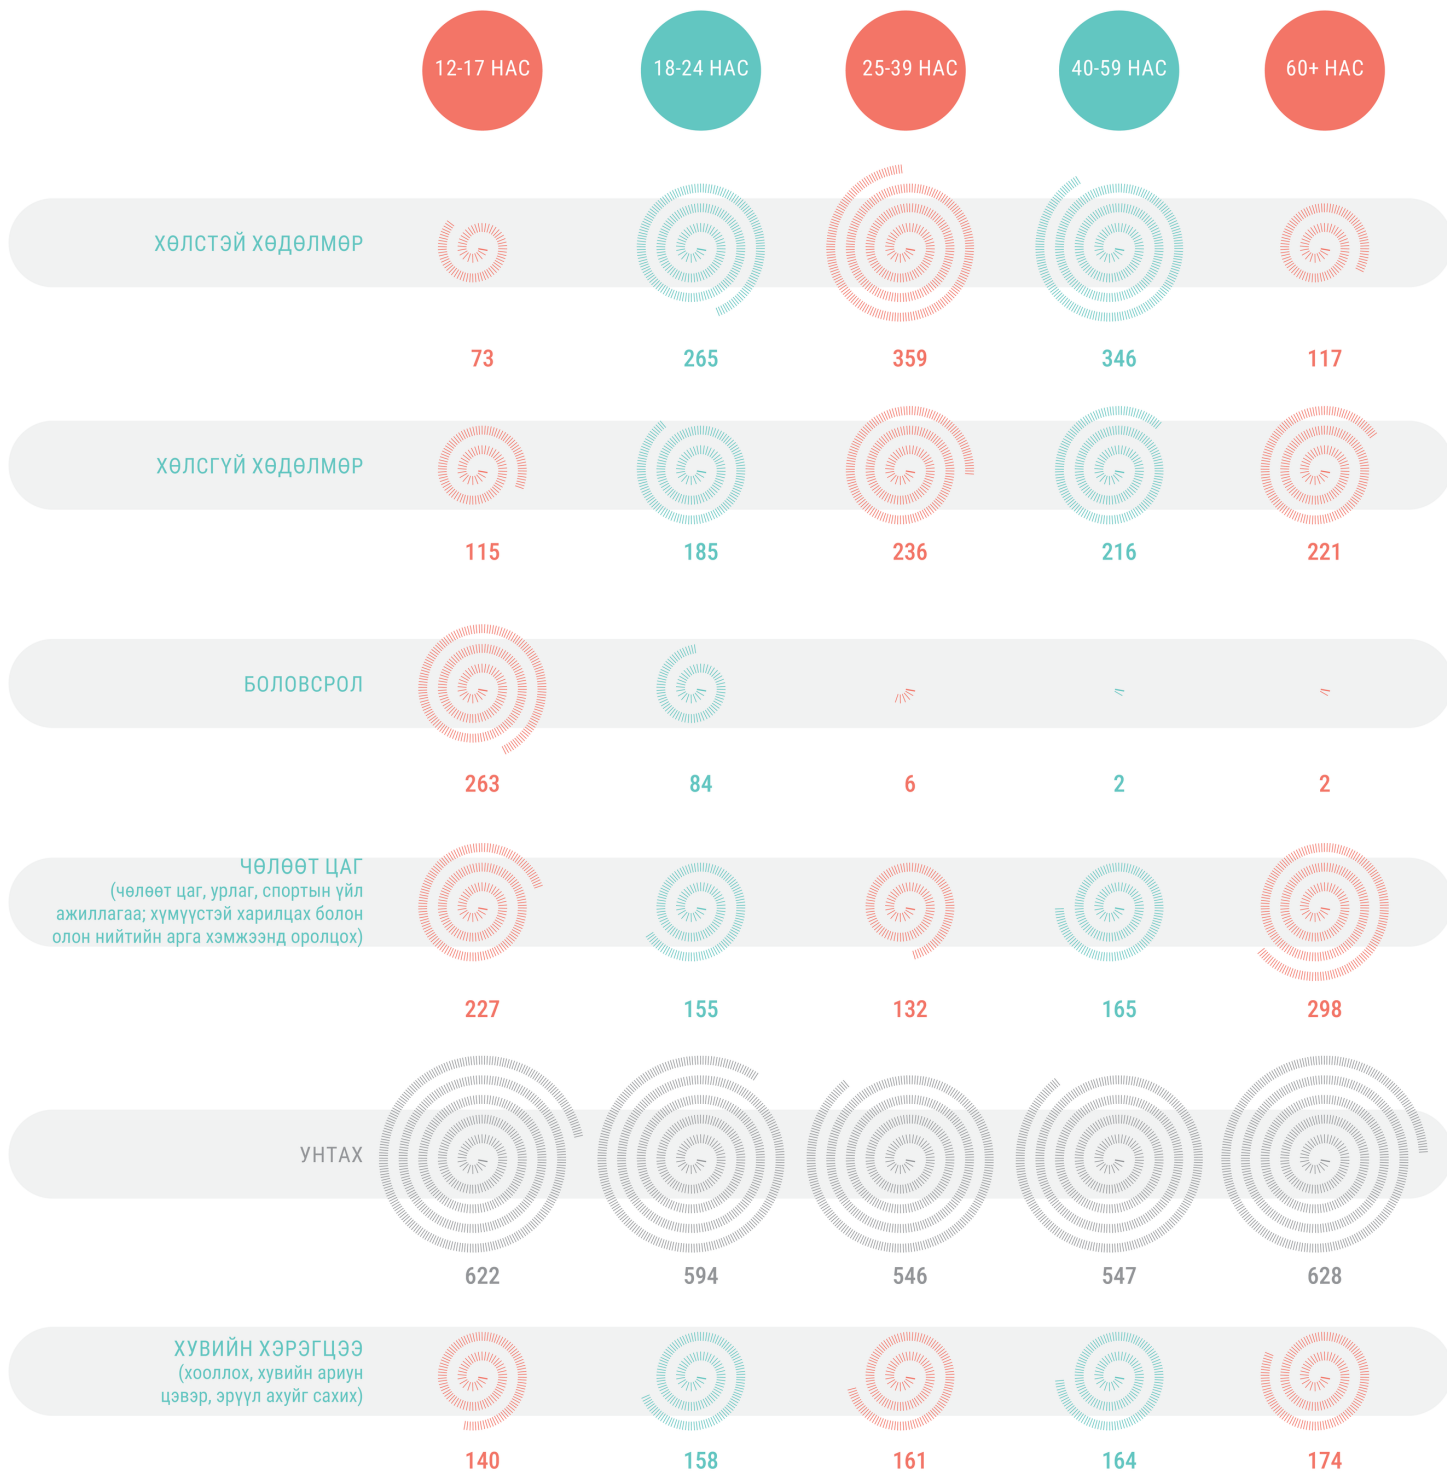 12-17 НАС
18-24 НАС
25-39 НАС
40-59 НАС
60+ НАС
ХӨЛСТЭЙ ХӨДӨЛМӨР
73
265
359
346
117
ХӨЛСГҮЙ ХӨДӨЛМӨР
115
185
236
216
221
БОЛОВСРОЛ
263
84
6
2
2
ЧӨЛӨӨТ ЦАГ
(чөлөөт цаг, урлаг, спортын үйл
ажиллагаа; хүмүүстэй харилцах болон
олон нийтийн арга хэмжээнд оролцох)
227
155
132
165
298
УНТАХ
622
594
546
547
628
ХУВИЙН ХЭРЭГЦЭЭ
(хооллох, хувийн ариун
цэвэр, эрүүл ахуйг сахих)
140
158
161
164
174